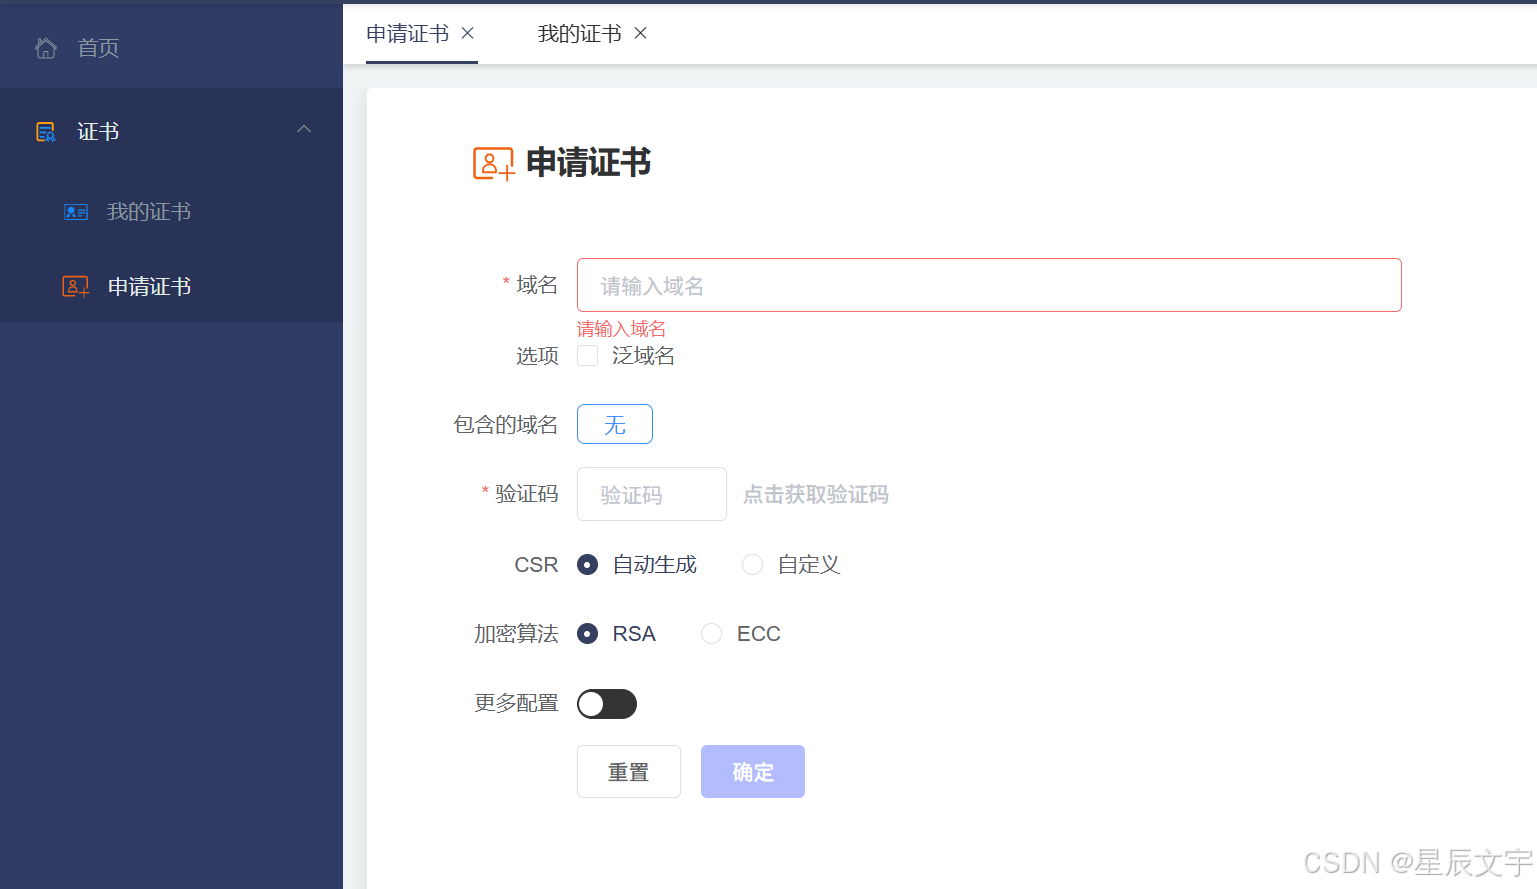 首页
证书
我的证书
申请证书
申请证书 我的证书
申请证书
* 域名 请输入域名
请输入域名
选项 泛域名
包含的域名 无
* 验证码 验证码 点击获取验证码
CSR 自动生成 自定义
加密算法 RSA ECC
更多配置
重置 确定
CSDN @星辰文宇